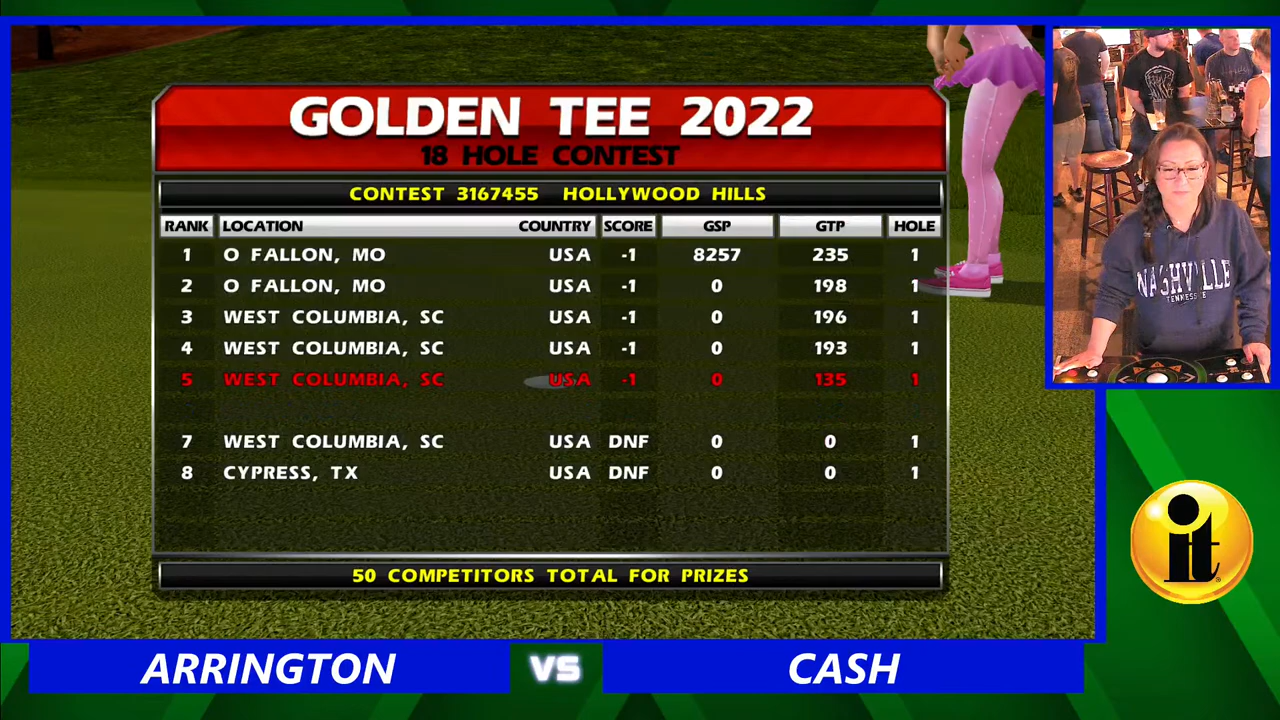 GOLDEN TEE 2022
18 HOLE CONTEST
CONTEST 3167455 HOLLYWOOD HILLS
RANK LOCATION COUNTRY SCORE GSP GTP HOLE
1 O FALLON, MO USA -1 8257 235 1
2 O FALLON, MO USA -1 0 198 1
3 WEST COLUMBIA, SC USA -1 0 196 1
4 WEST COLUMBIA, SC USA -1 0 193 1
5 WEST COLUMBIA, SC USA -1 0 135 1
7 WEST COLUMBIA, SC USA DNF 0 0 1
8 CYPRESS, TX USA DNF 0 0 1
50 COMPETITORS TOTAL FOR PRIZES
NASHVILLE
TENNESSEE
it
ARRINGTON VS CASH